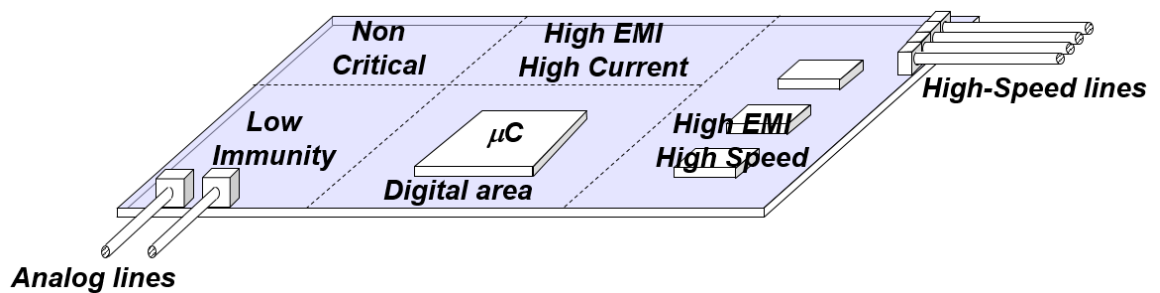 Non
Critical
High EMI
High Current
High-Speed lines
Low
Immunity
μC
High EMI
High Speed
Digital area
Analog lines